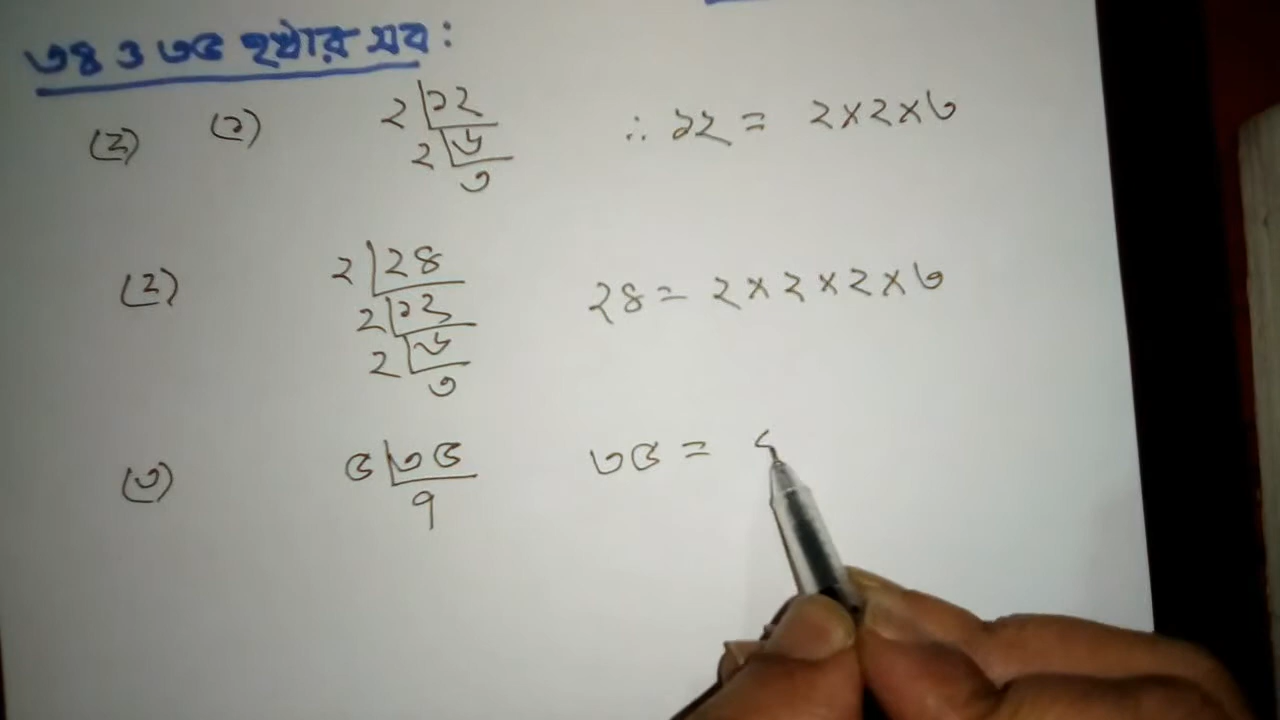 ৩৪ ও ৩৫ পৃষ্ঠার সব:
(১) (১) ২ | ১২ ∴ ১২ = ২×২×৩
২ | ৬
৩
(২) ২ | ২৪ ২৪ = ২×২×২×৩
২ | ১২
২ | ৬
৩
(৩) ৫ | ৩৫ ৩৫ =
৭